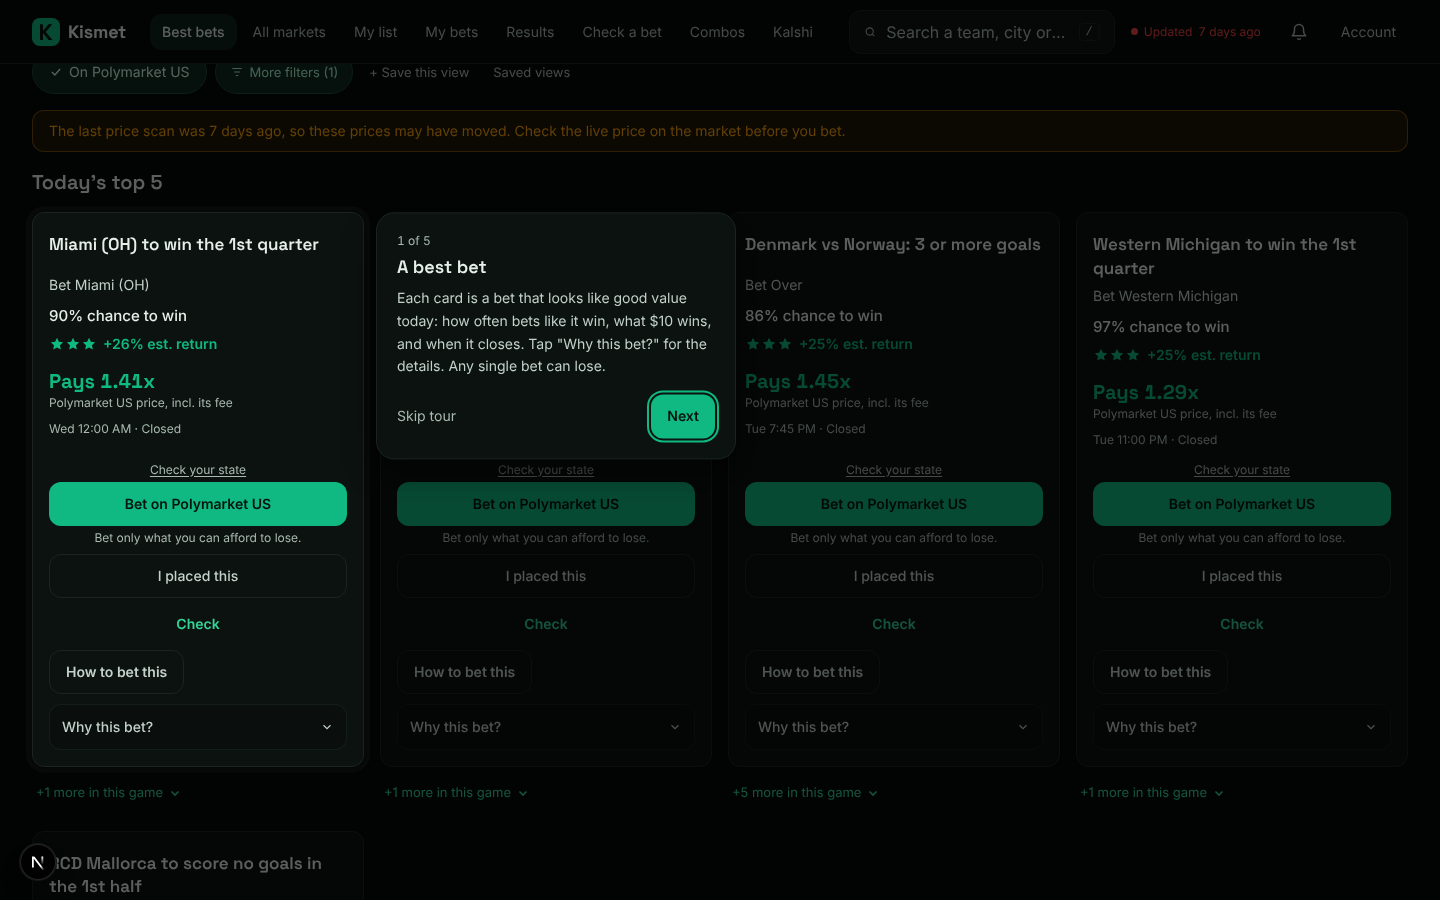 Kismet
Best bets
All markets
My list
My bets
Results
Check a bet
Combos
Kalshi
Search a team, city or...
/
Updated 7 days ago
Account
On Polymarket US
More filters (1)
+ Save this view
Saved views
The last price scan was 7 days ago, so these prices may have moved. Check the live price on the market before you bet.
Today's top 5
Miami (OH) to win the 1st quarter
Bet Miami (OH)
90% chance to win
+26% est. return
Pays 1.41x
Polymarket US price, incl. its fee
Wed 12:00 AM · Closed
Check your state
Bet on Polymarket US
Bet only what you can afford to lose.
I placed this
Check
How to bet this
Why this bet?
+1 more in this game
1 of 5
A best bet
Each card is a bet that looks like good value
today: how often bets like it win, what $10 wins,
and when it closes. Tap "Why this bet?" for the
details. Any single bet can lose.
Skip tour
Next
Check your state
Bet on Polymarket US
Bet only what you can afford to lose.
I placed this
Check
How to bet this
Why this bet?
+1 more in this game
Denmark vs Norway: 3 or more goals
Bet Over
86% chance to win
+25% est. return
Pays 1.45x
Polymarket US price, incl. its fee
Tue 7:45 PM · Closed
Check your state
Bet on Polymarket US
Bet only what you can afford to lose.
I placed this
Check
How to bet this
Why this bet?
+5 more in this game
Western Michigan to win the 1st
quarter
Bet Western Michigan
97% chance to win
+25% est. return
Pays 1.29x
Polymarket US price, incl. its fee
Tue 11:00 PM · Closed
Check your state
Bet on Polymarket US
Bet only what you can afford to lose.
I placed this
Check
How to bet this
Why this bet?
+1 more in this game
N
RCD Mallorca to score no goals in
the 1st half